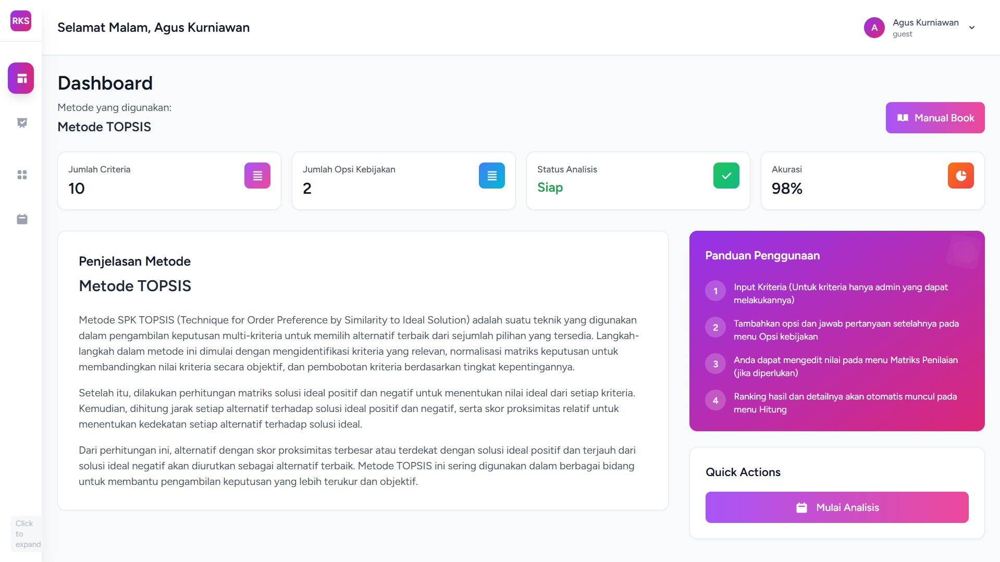 RKS
Selamat Malam, Agus Kurniawan
A
Agus Kurniawan
guest
Dashboard
Metode yang digunakan:
Metode TOPSIS
Manual Book
Jumlah Criteria
10
Jumlah Opsi Kebijakan
2
Status Analisis
Siap
Akurasi
98%
Penjelasan Metode
Metode TOPSIS
Metode SPK TOPSIS (Technique for Order Preference by Similarity to Ideal Solution) adalah suatu teknik yang digunakan
dalam pengambilan keputusan multi-kriteria untuk memilih alternatif terbaik dari sejumlah pilihan yang tersedia. Langkah-
langkah dalam metode ini dimulai dengan mengidentifikasi kriteria yang relevan, normalisasi matriks keputusan untuk
membandingkan nilai kriteria secara objektif, dan pembobotan kriteria berdasarkan tingkat kepentingannya.
Setelah itu, dilakukan perhitungan matriks solusi ideal positif dan negatif untuk menentukan nilai ideal dari setiap kriteria.
Kemudian, dihitung jarak setiap alternatif terhadap solusi ideal positif dan negatif, serta skor proksimitas relatif untuk
menentukan kedekatan setiap alternatif terhadap solusi ideal.
Dari perhitungan ini, alternatif dengan skor proksimitas terbesar atau terdekat dengan solusi ideal positif dan terjauh dari
solusi ideal negatif akan diurutkan sebagai alternatif terbaik. Metode TOPSIS ini sering digunakan dalam berbagai bidang
untuk membantu pengambilan keputusan yang lebih terukur dan objektif.
Panduan Penggunaan
1
Input Kriteria (Untuk kriteria hanya admin yang dapat
melakukannya)
2
Tambahkan opsi dan jawab pertanyaan setelahnya pada
menu Opsi kebijakan
3
Anda dapat mengedit nilai pada menu Matriks Penilaian
(jika diperlukan)
4
Ranking hasil dan detailnya akan otomatis muncul pada
menu Hitung
Quick Actions
Mulai Analisis
Click
to
expand